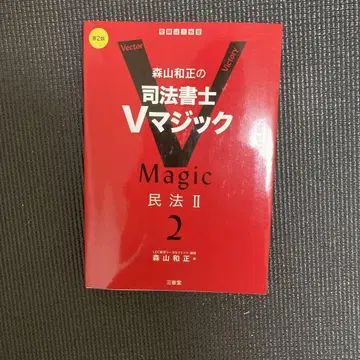 第2版
Vector
Victory
森山和正の
司法書士
Vマジック
Magic
民法Ⅱ
2
森山和正 著
三省堂